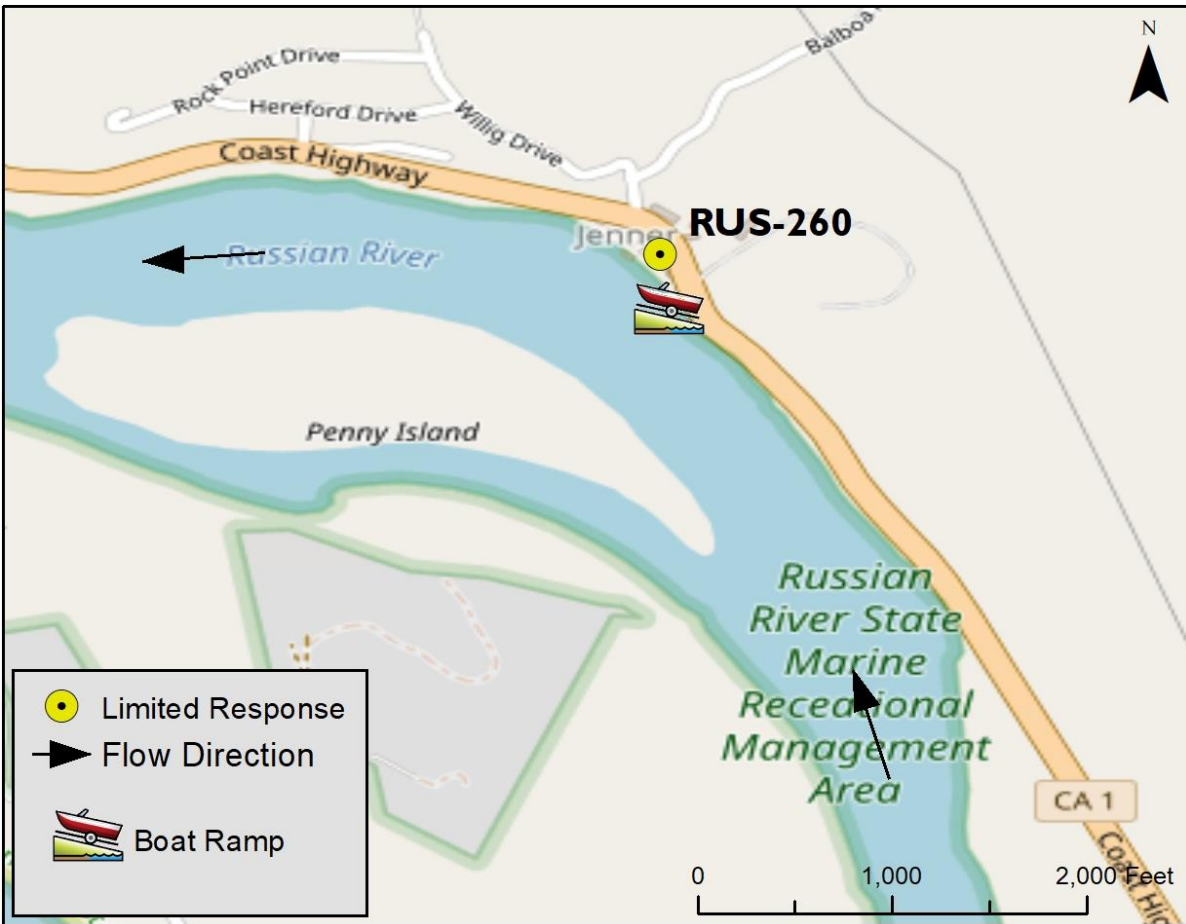 N
Balboa
Rock Point Drive
Hereford Drive
Willig Drive
Coast Highway
RUS-260
Jenner
Russian River
Penny Island
Russian
River State
Marine
Receational
Management
Area
Limited Response
Flow Direction
Boat Ramp
CA 1
Coast Hig
0 1,000 2,000 Feet